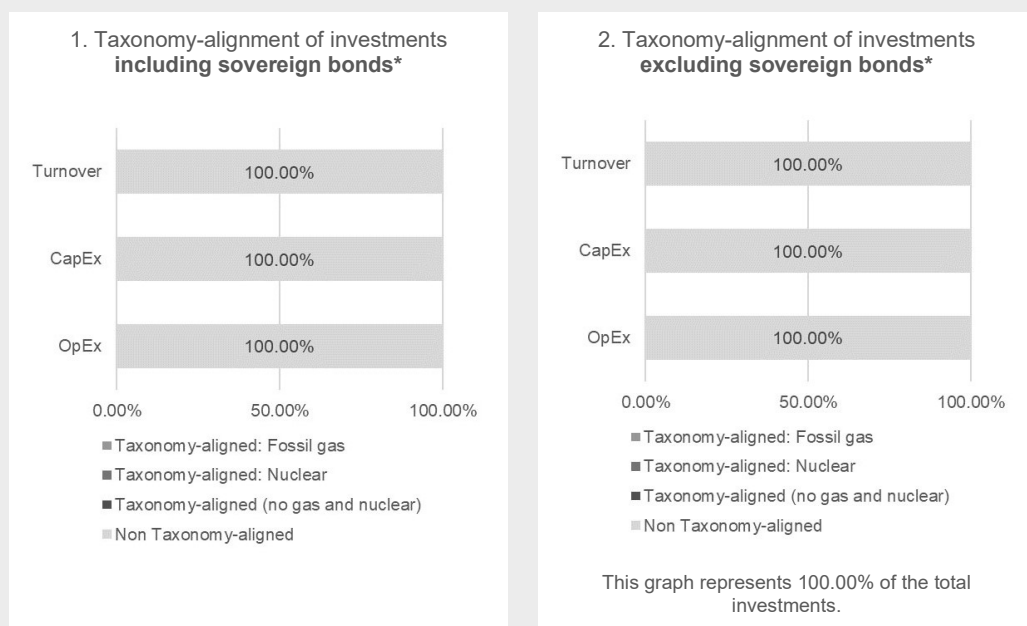 1. Taxonomy-alignment of investments
including sovereign bonds*
Turnover
100.00%
CapEx
100.00%
OpEx
100.00%
0.00%
50.00%
100.00%
Taxonomy-aligned: Fossil gas
Taxonomy-aligned: Nuclear
Taxonomy-aligned (no gas and nuclear)
Non Taxonomy-aligned
2. Taxonomy-alignment of investments
excluding sovereign bonds*
Turnover
100.00%
CapEx
100.00%
OpEx
100.00%
0.00%
50.00%
100.00%
Taxonomy-aligned: Fossil gas
Taxonomy-aligned: Nuclear
Taxonomy-aligned (no gas and nuclear)
Non Taxonomy-aligned
This graph represents 100.00% of the total
investments.